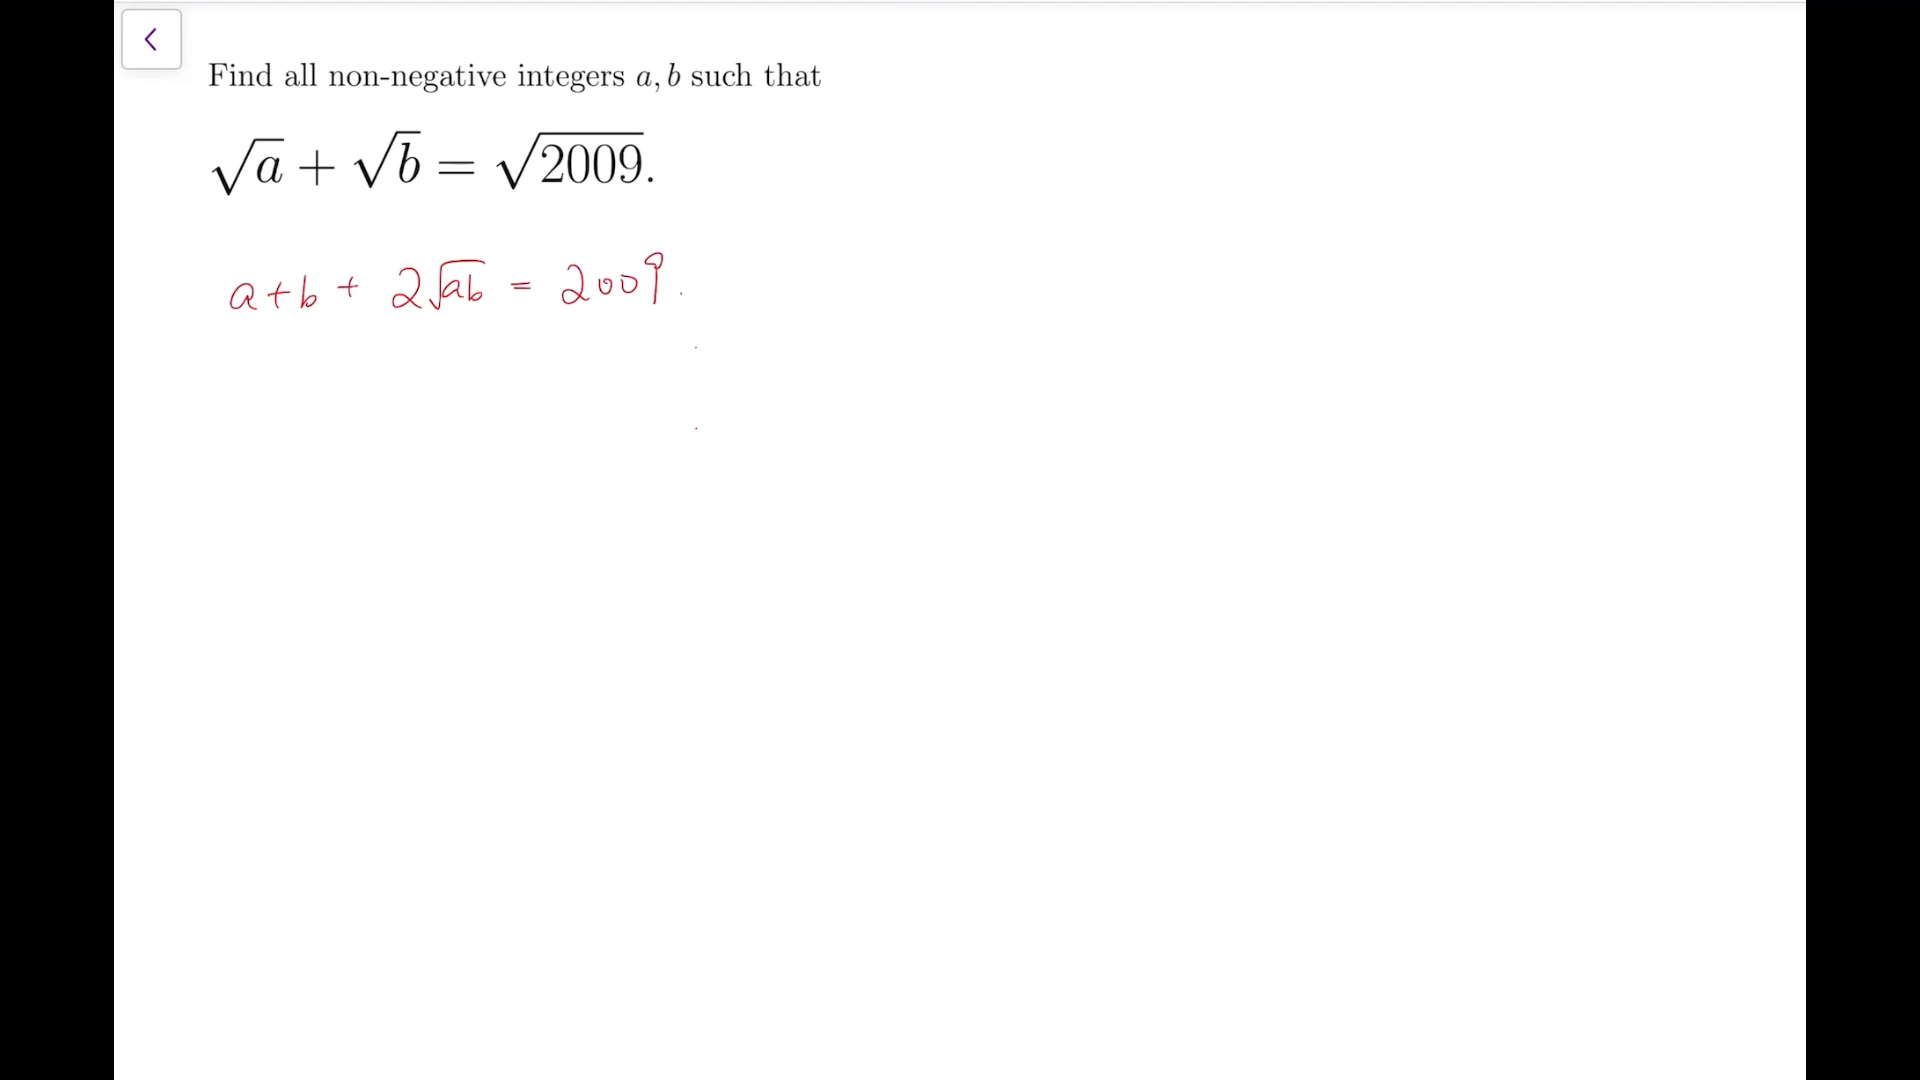 Find all non-negative integers a, b such that
√a + √b = √2009.
a+b + 2√ab = 2009.